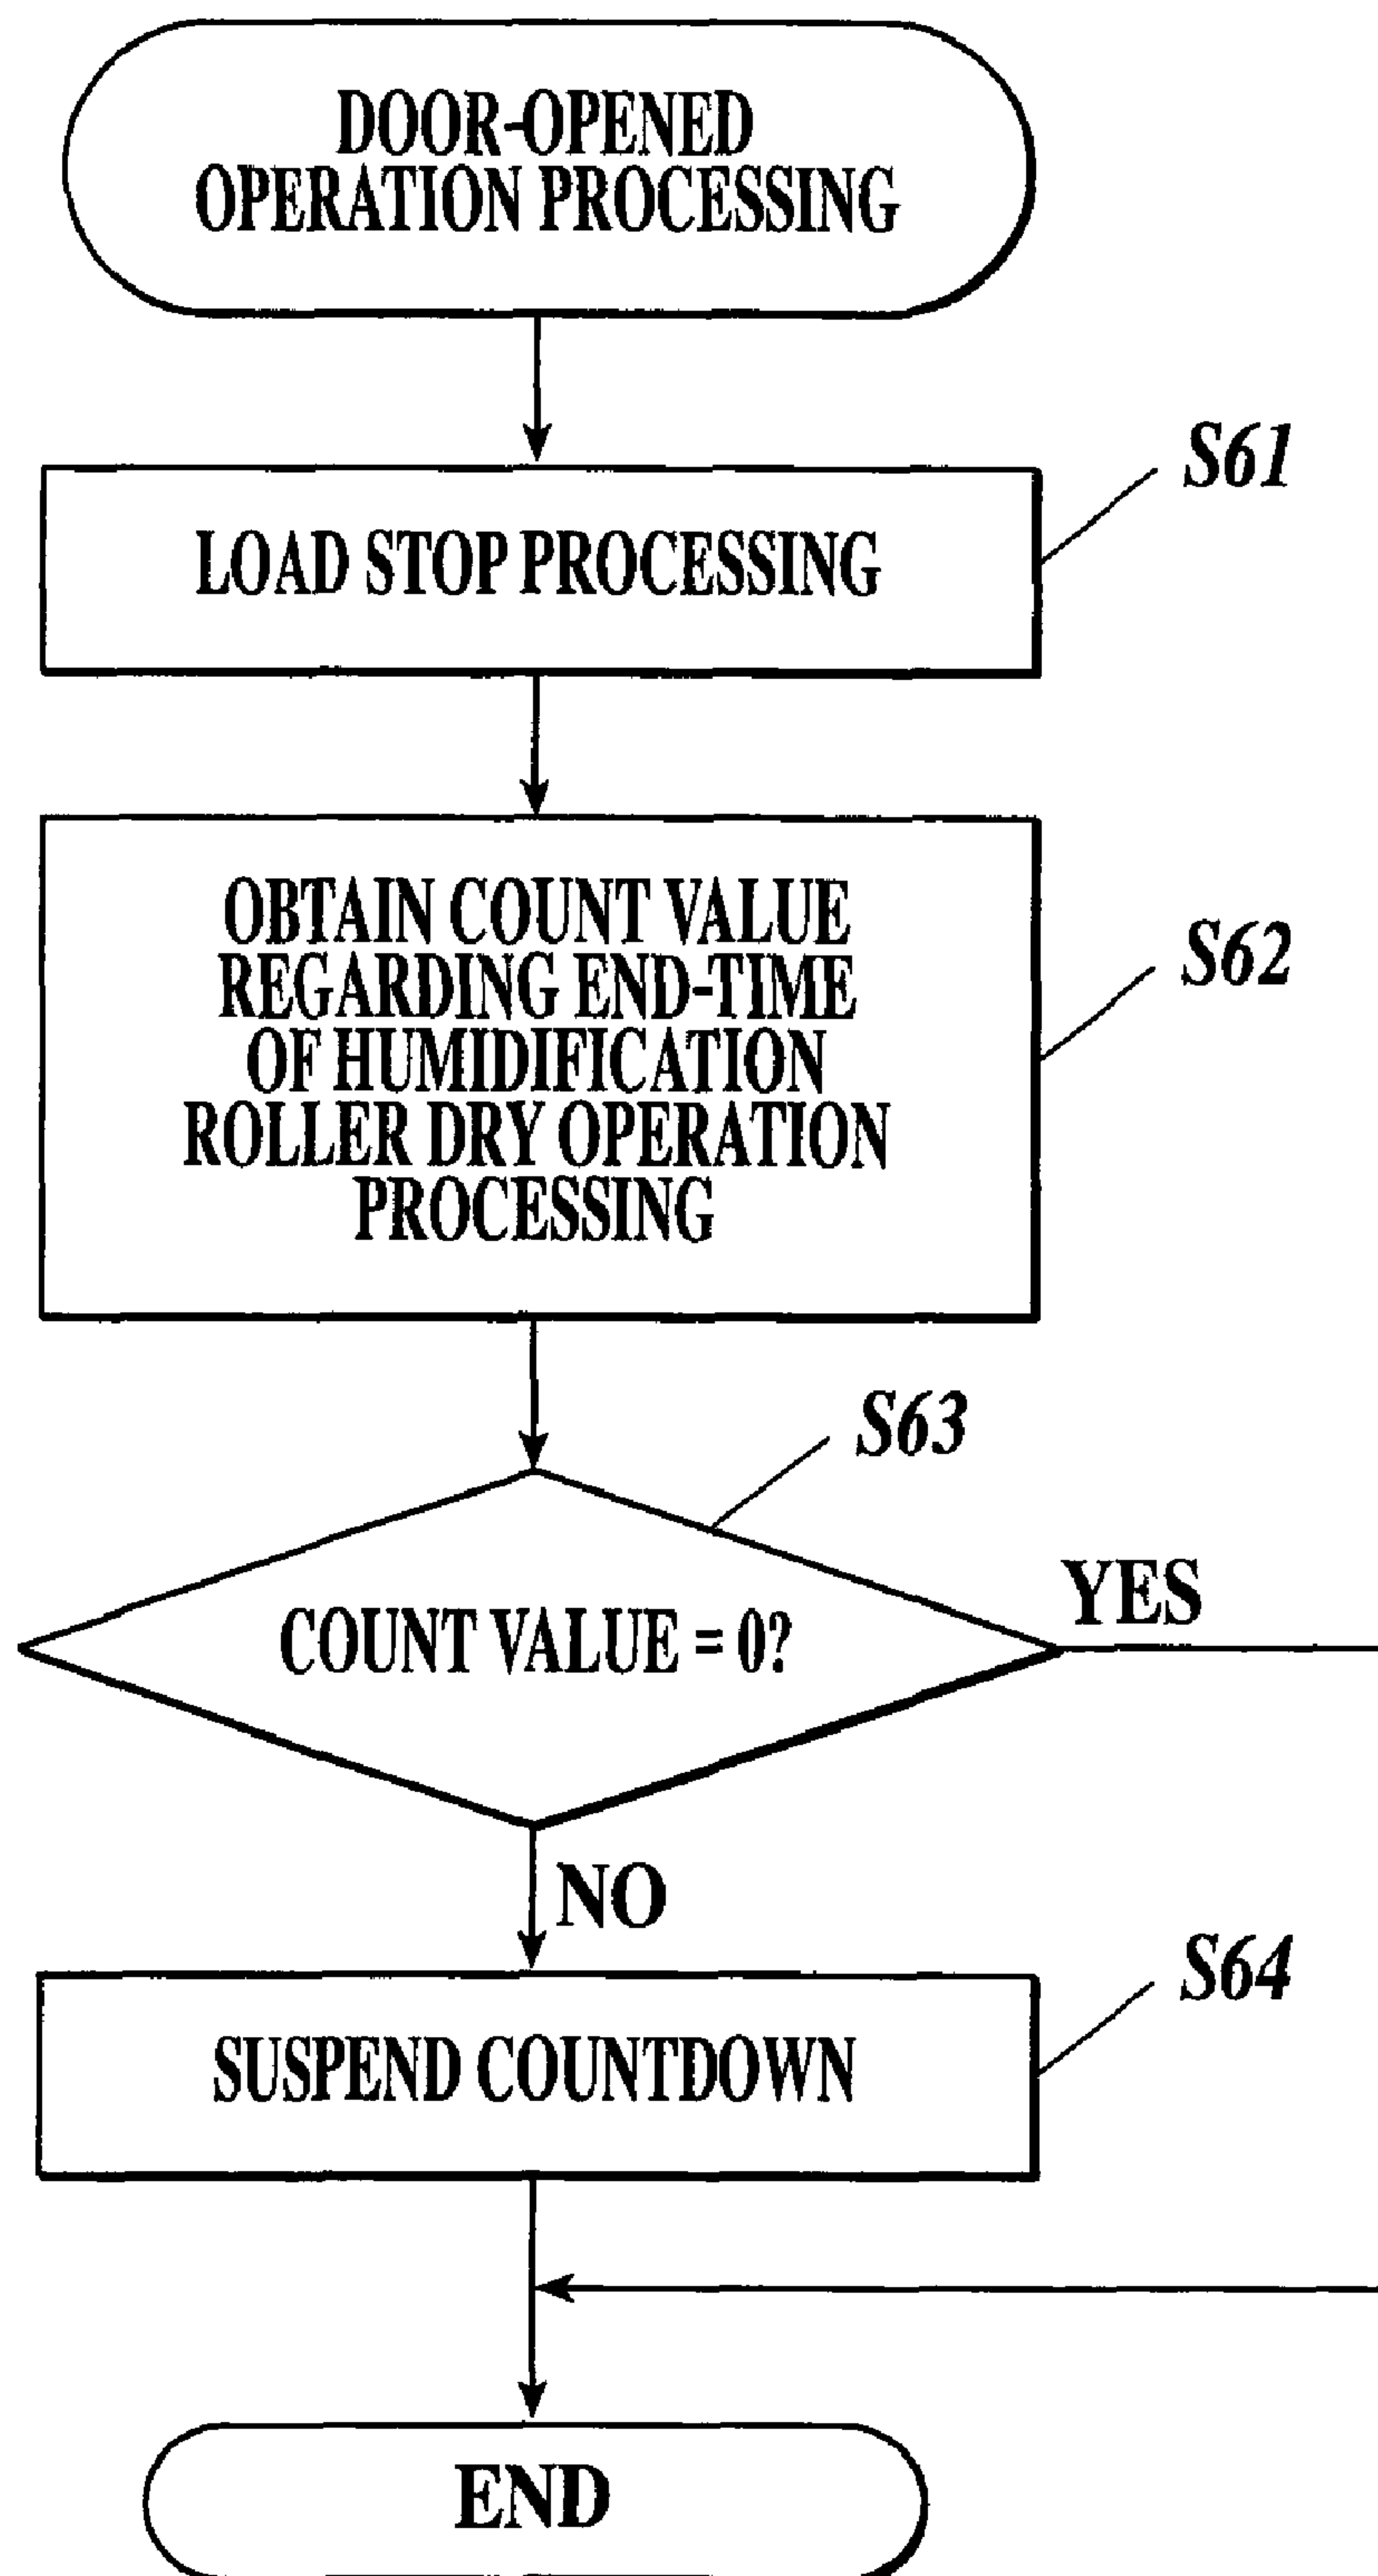 DOOR-OPENED
OPERATION PROCESSING
S61
LOAD STOP PROCESSING
S62
OBTAIN COUNT VALUE
REGARDING END-TIME
OF HUMIDIFICATION
ROLLER DRY OPERATION
PROCESSING
S63
COUNT VALUE = 0?
YES
NO
S64
SUSPEND COUNTDOWN
END